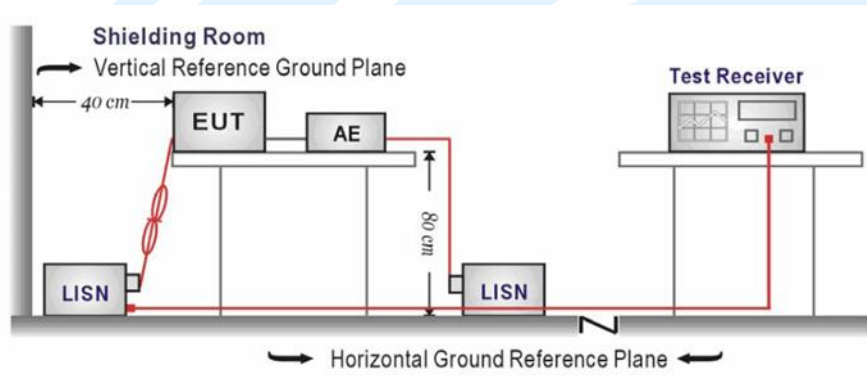 Shielding Room
Vertical Reference Ground Plane
Test Receiver
40 cm
EUT
AE
80 cm
LISN
LISN
Horizontal Ground Reference Plane